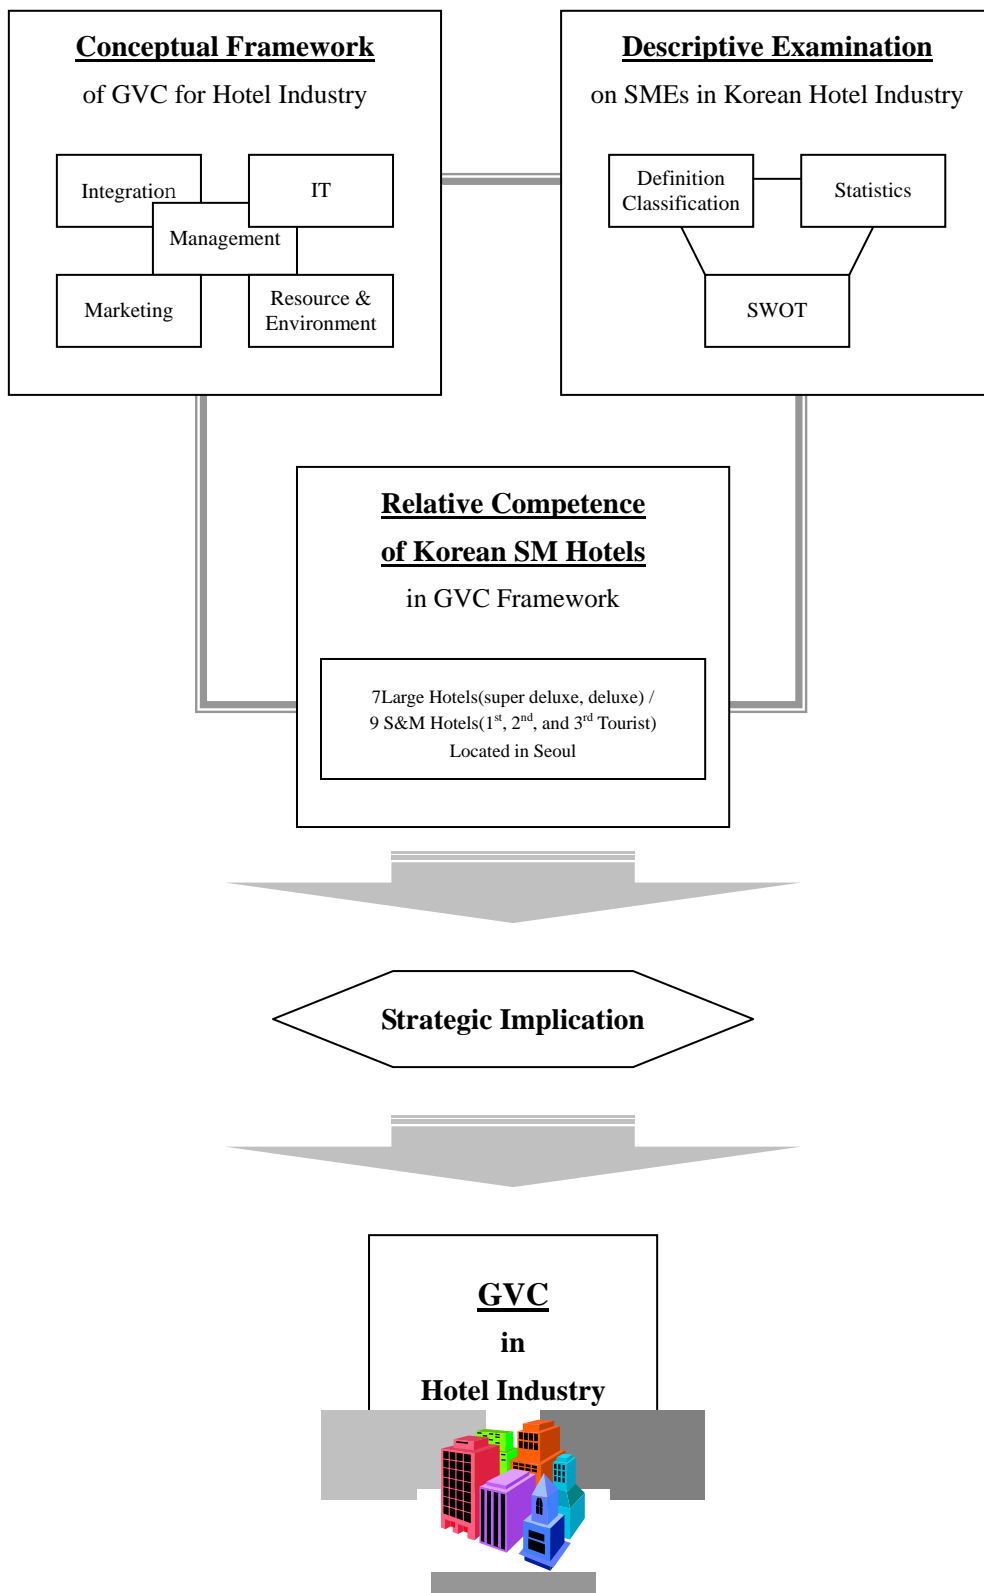 Conceptual Framework
of GVC for Hotel Industry
Integration
IT
Management
Marketing
Resource &
Environment
Descriptive Examination
on SMEs in Korean Hotel Industry
Definition
Classification
Statistics
SWOT
Relative Competence
of Korean SM Hotels
in GVC Framework
7Large Hotels(super deluxe, deluxe) /
9 S&M Hotels(1st, 2nd, and 3rd Tourist)
Located in Seoul
Strategic Implication
GVC
in
Hotel Industry